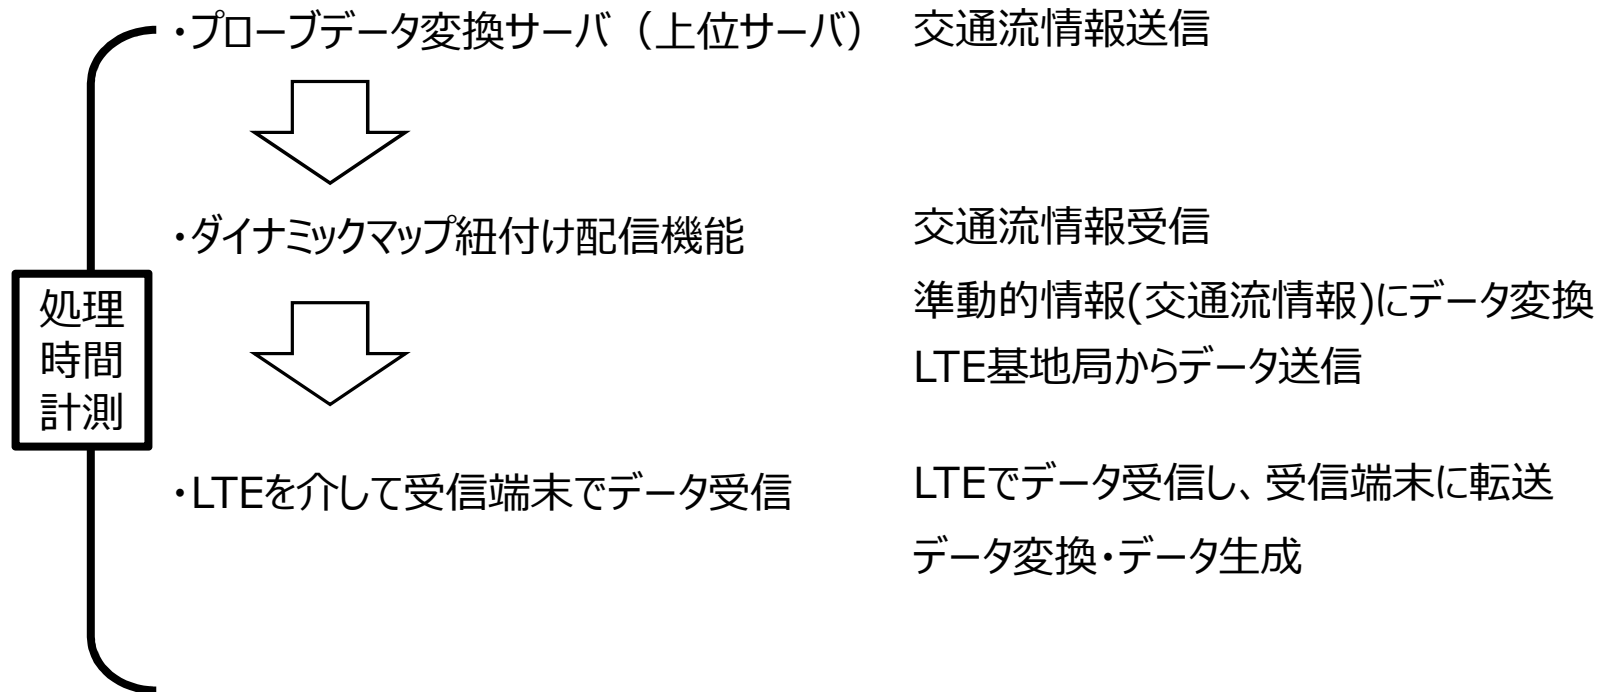 ・プローブデータ変換サーバ（上位サーバ） 交通流情報送信
・ダイナミックマップ紐付け配信機能 交通流情報受信
準動的情報(交通流情報)にデータ変換
LTE基地局からデータ送信
処理
時間
計測
・LTEを介して受信端末でデータ受信 LTEでデータ受信し、受信端末に転送
データ変換・データ生成